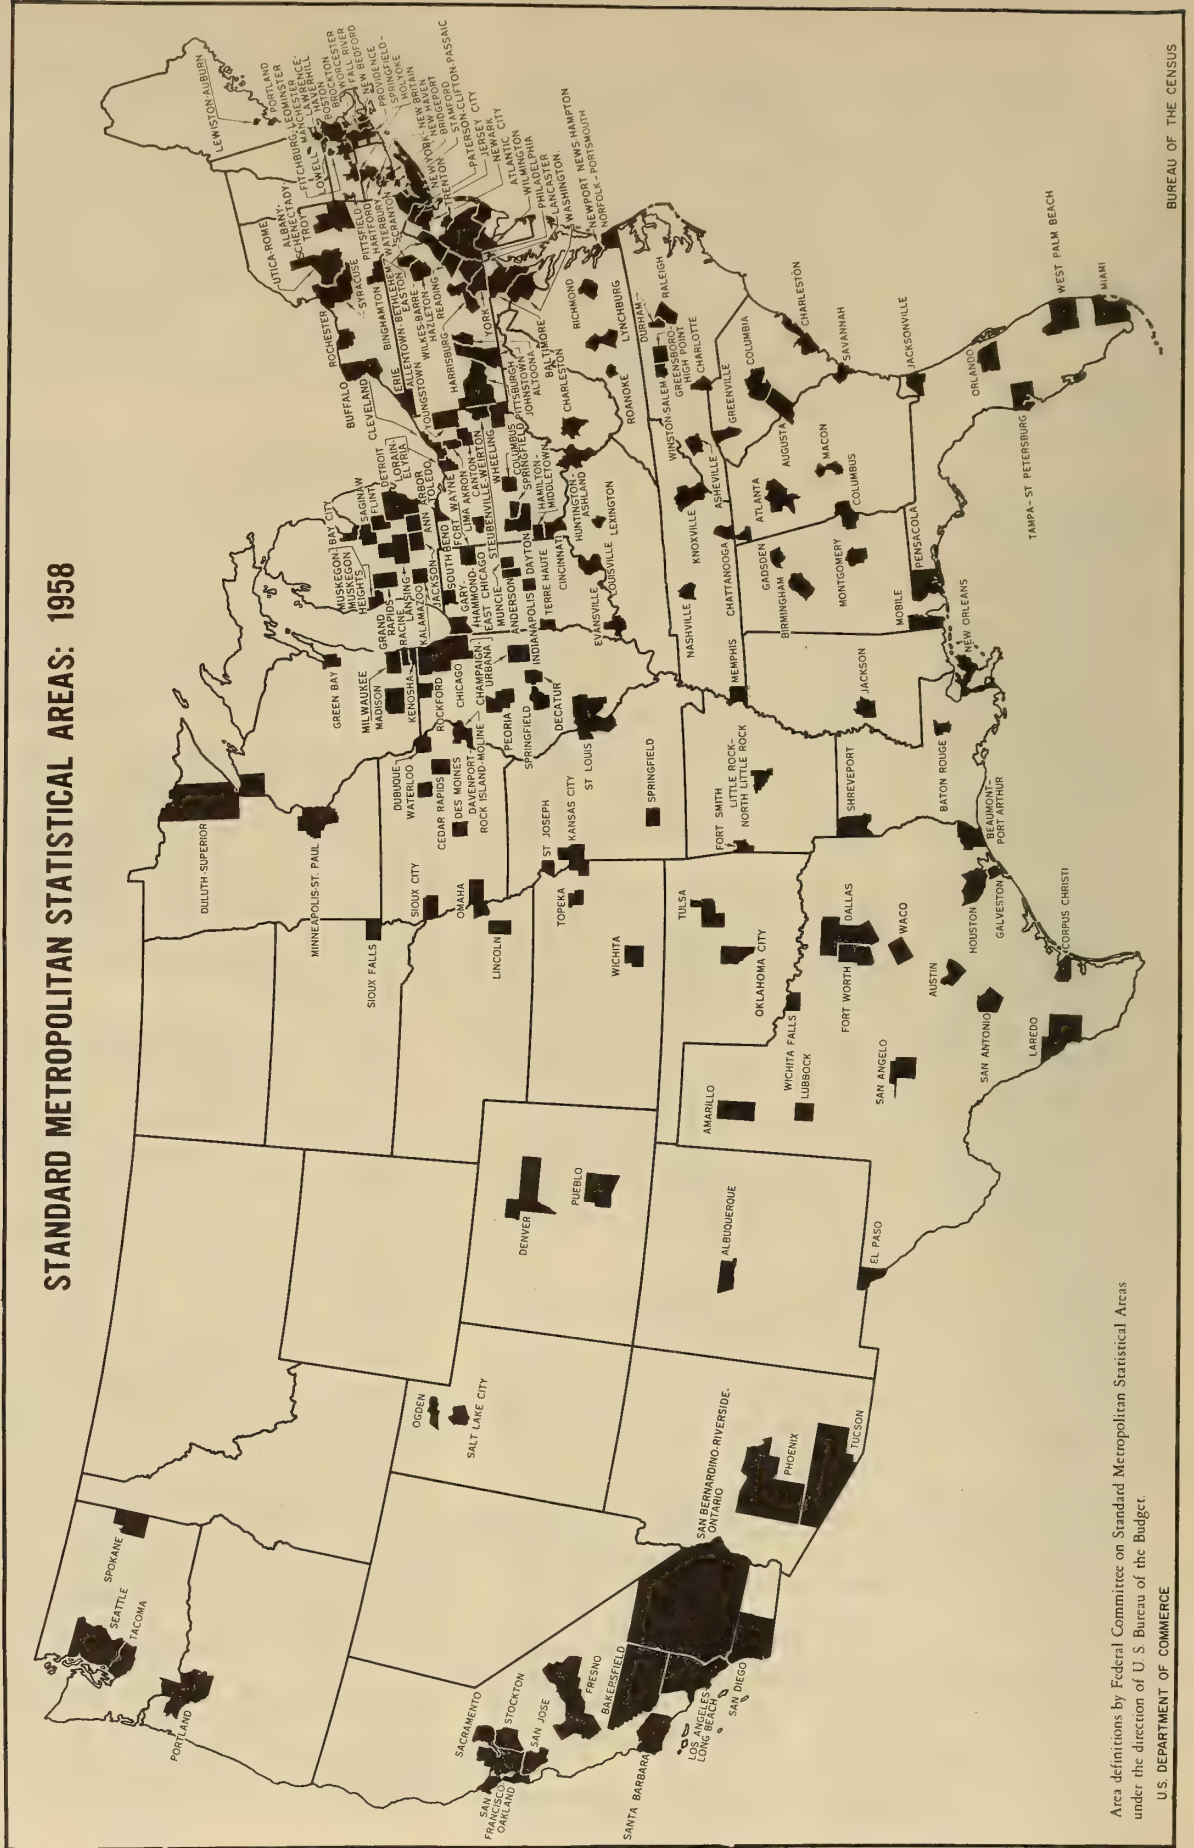 STANDARD METROPOLITAN STATISTICAL AREAS: 1958
SPOKANE
SEATTLE
TACOMA
PORTLAND
SACRAMENTO
STOCKTON
SAN
FRANCISCO
OAKLAND
SAN JOSE
FRESNO
BAKERSFIELD
SANTA BARBARA
LOS ANGELES
LONG BEACH
SAN DIEGO
SAN BERNARDINO-RIVERSIDE-
ONTARIO
PHOENIX
TUCSON
OGDEN
SALT LAKE CITY
DENVER
PUEBLO
ALBUQUERQUE
EL PASO
AMARILLO
LUBBOCK
WICHITA FALLS
SAN ANGELO
FORT WORTH
DALLAS
WACO
AUSTIN
SAN ANTONIO
LAREDO
CORPUS CHRISTI
HOUSTON
GALVESTON
BEAUMONT-
PORT ARTHUR
OKLAHOMA CITY
TULSA
WICHITA
TOPEKA
LINCOLN
OMAHA
SIOUX CITY
SIOUX FALLS
MINNEAPOLIS-ST. PAUL
DULUTH-SUPERIOR
ST JOSEPH
KANSAS CITY
SPRINGFIELD
ST LOUIS
FORT SMITH
LITTLE ROCK-
NORTH LITTLE ROCK
SHREVEPORT
BATON ROUGE
NEW ORLEANS
JACKSON
MEMPHIS
DUBUQUE
WATERLOO
CEDAR RAPIDS
DES MOINES
DAVENPORT-
ROCK ISLAND-MOLINE
GREEN BAY
MILWAUKEE
MADISON
KENOSHA
RACINE
ROCKFORD
CHICAGO
CHAMPAIGN-
URBANA
PEORIA
SPRINGFIELD
DECATUR
MUSKEGON-
MUSKEGON
HEIGHTS
GRAND
RAPIDS
LANSING
KALAMAZOO
JACKSON
BAY CITY
SAGINAW
FLINT
DETROIT
ANN ARBOR
SOUTH BEND
GARY-
HAMMOND-
EAST CHICAGO
FORT WAYNE
MUNCIE
ANDERSON
INDIANAPOLIS
TERRE HAUTE
EVANSVILLE
LORAIN-
ELYRIA
TOLEDO
LIMA
AKRON
CANTON
CLEVELAND
YOUNGSTOWN
STEUBENVILLE-WEIRTON
WHEELING
COLUMBUS
SPRINGFIELD
DAYTON
HAMILTON-
MIDDLETOWN
CINCINNATI
HUNTINGTON-
ASHLAND
LEXINGTON
LOUISVILLE
CHARLESTON
NASHVILLE
KNOXVILLE
CHATTANOOGA
GADSDEN
BIRMINGHAM
MONTGOMERY
MOBILE
PENSACOLA
ATLANTA
COLUMBUS
MACON
AUGUSTA
SAVANNAH
ASHEVILLE
GREENVILLE
COLUMBIA
CHARLESTON
CHARLOTTE
WINSTON-SALEM
GREENSBORO-
HIGH POINT
DURHAM
RALEIGH
ROANOKE
LYNCHBURG
RICHMOND
NORFOLK-PORTSMOUTH
NEWPORT NEWS-HAMPTON
WASHINGTON
BALTIMORE
JACKSONVILLE
ORLANDO
TAMPA-ST PETERSBURG
WEST PALM BEACH
MIAMI
BUFFALO
ROCHESTER
ERIE
PITTSBURGH
JOHNSTOWN
ALTOONA
HARRISBURG
YORK
READING
LANCASTER
ALLENTOWN-BETHLEHEM-
EASTON
WILKES-BARRE-
HAZLETON
SCRANTON
BINGHAMTON
SYRACUSE
UTICA-ROME
ALBANY-
SCHENECTADY-
TROY
PITTSFIELD
HARTFORD
WATERBURY
LEWISTON-AUBURN
PORTLAND
FITCHBURG-LEOMINSTER
MANCHESTER
LAWRENCE-
HAVERHILL
LOWELL
BOSTON
BROCKTON
WORCESTER
FALL RIVER
NEW BEDFORD
PROVIDENCE
SPRINGFIELD-
HOLYOKE
NEW BRITAIN
NEW HAVEN
BRIDGEPORT
STAMFORD
NEW YORK
TRENTON
PATERSON-CLIFTON-PASSAIC
JERSEY CITY
NEWARK
ATLANTIC CITY
WILMINGTON
PHILADELPHIA
Area definitions by Federal Committee on Standard Metropolitan Statistical Areas
under the direction of U. S. Bureau of the Budget.
U.S. DEPARTMENT OF COMMERCE
BUREAU OF THE CENSUS